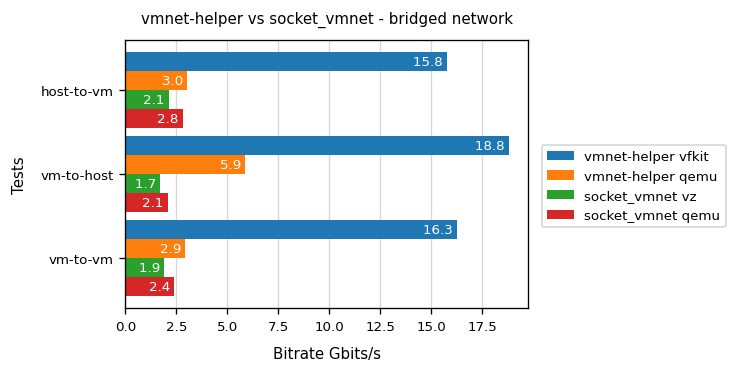 vmnet-helper vs socket_vmnet - bridged network
host-to-vm
15.8
3.0
2.1
2.8
vm-to-host
18.8
5.9
1.7
2.1
vm-to-vm
16.3
2.9
1.9
2.4
Tests
0.0 2.5 5.0 7.5 10.0 12.5 15.0 17.5
Bitrate Gbits/s
vmnet-helper vfkit
vmnet-helper qemu
socket_vmnet vz
socket_vmnet qemu